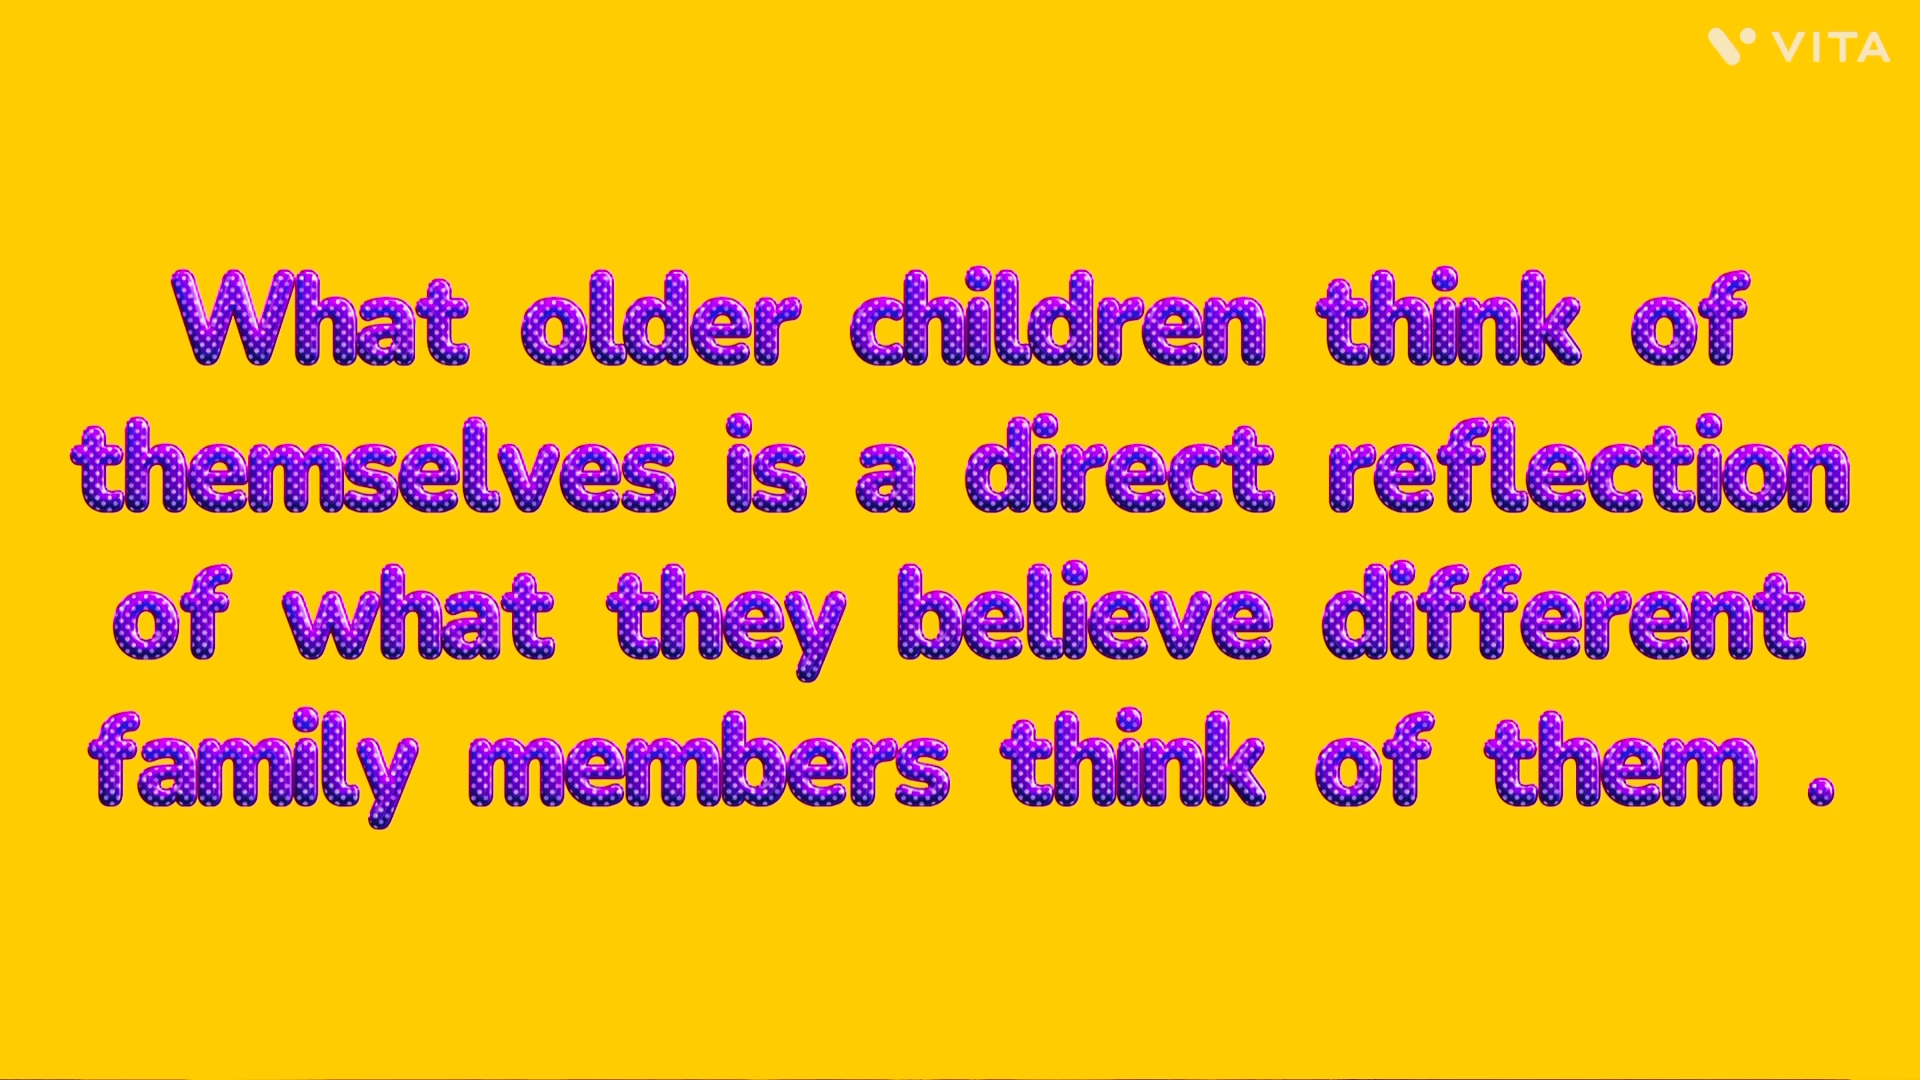 VITA
What older children think of
themselves is a direct reflection
of what they believe different
family members think of them .